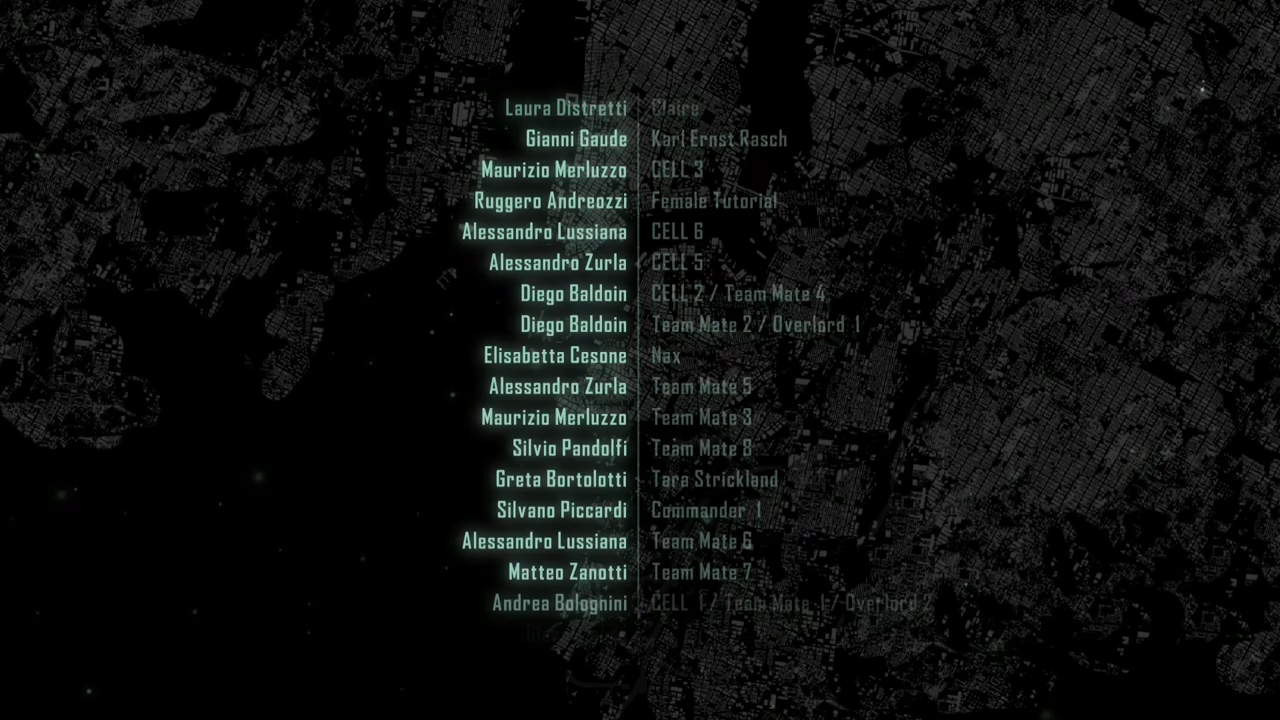 Laura Distretti Claire
Gianni Gaude Karl Ernst Rasch
Maurizio Merluzzo CELL 3
Ruggero Andreozzi Female Tutorial
Alessandro Lussiana CELL 6
Alessandro Zurla CELL 5
Diego Baldoin CELL 2 / Team Mate 4
Diego Baldoin Team Mate 2 / Overlord 1
Elisabetta Cesone Nax
Alessandro Zurla Team Mate 5
Maurizio Merluzzo Team Mate 3
Silvio Pandolfi Team Mate 8
Greta Bortolotti Tara Strickland
Silvano Piccardi Commander 1
Alessandro Lussiana Team Mate 6
Matteo Zanotti Team Mate 7
Andrea Bolognini CELL 1 / Team Mate 1 / Overlord 2